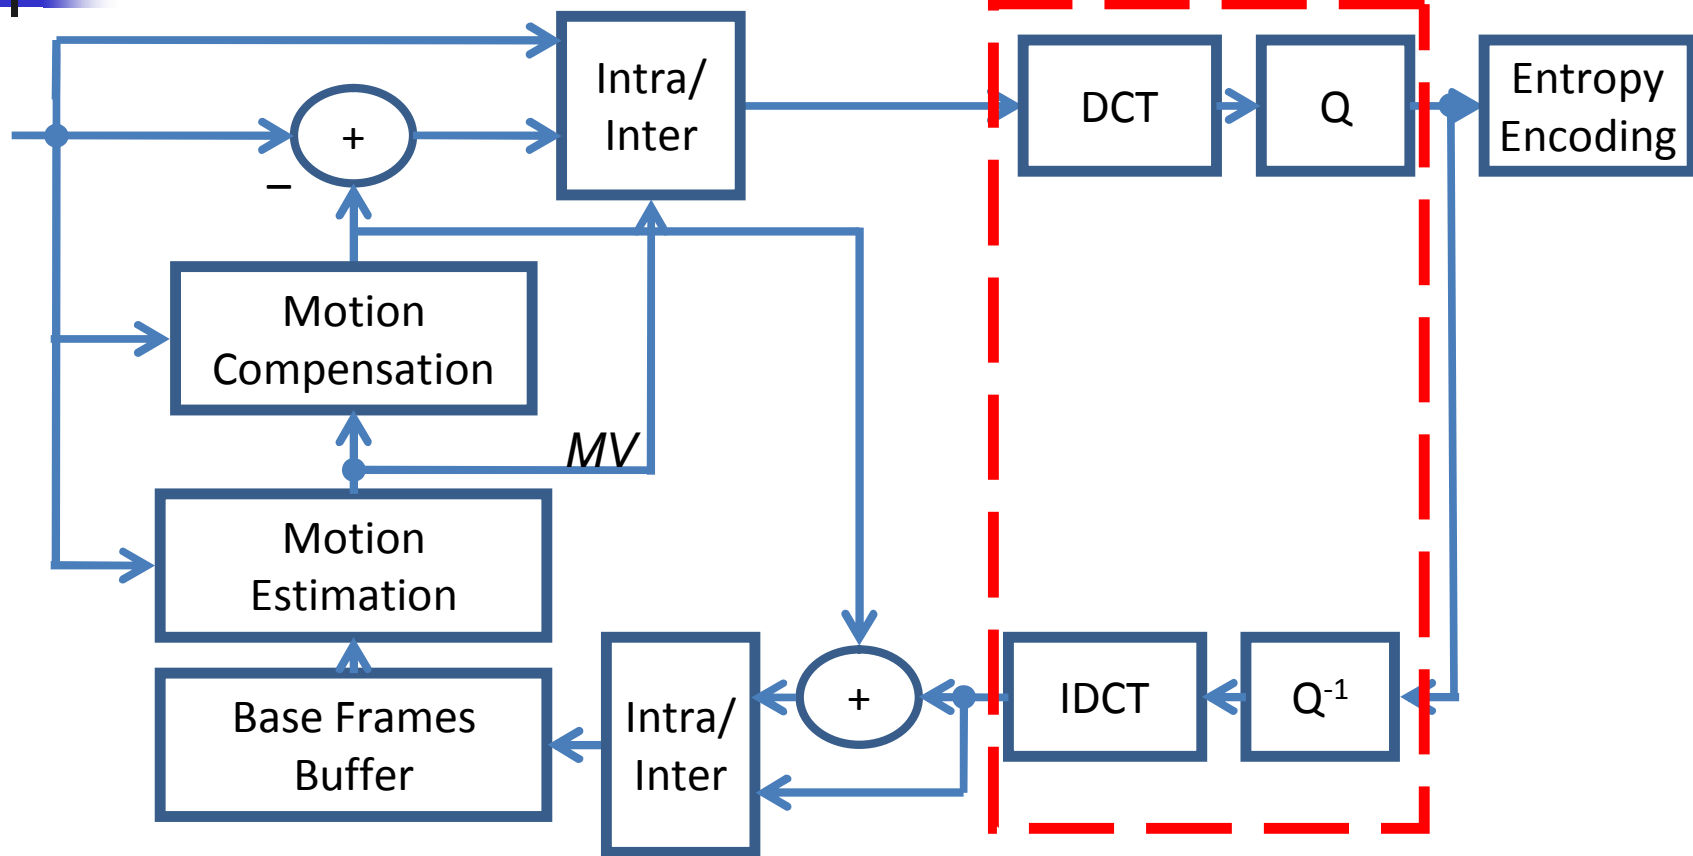 Intra/
Inter
DCT
Q
Entropy
Encoding
+
–
Motion
Compensation
MV
Motion
Estimation
Base Frames
Buffer
Intra/
Inter
+
IDCT
Q-1